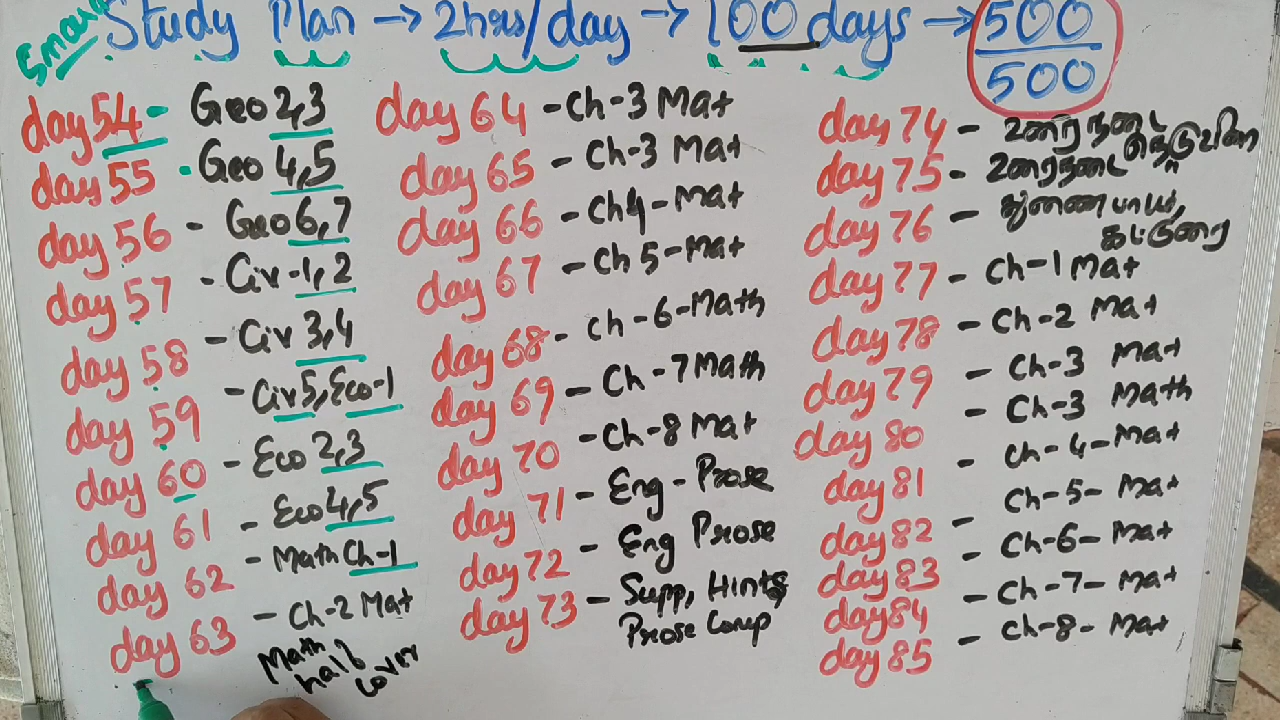 Smart Study Plan → 2hrs/day → 100 days → 500/500
day 54 - Geo 2,3
day 55 - Geo 4,5
day 56 - Geo 6,7
day 57 - Civ -1, 2
day 58 - Civ 3,4
day 59 - Civ 5, Eco-1
day 60 - Eco 2,3
day 61 - Eco 4,5
day 62 - Math Ch-1
day 63 - Ch-2 Mat
Math
half
cover
day 64 - Ch-3 Mat
day 65 - Ch-3 Mat
day 66 - Ch4-Mat
day 67 - Ch 5-Mat
day 68 - Ch-6-Math
day 69 - Ch-7 Math
day 70 - Ch-8 Mat
day 71 - Eng - Prose
day 72 - Eng Prose
day 73 - Supp, Hints
Prose Comp
day 74 - உரைநடை
நெடுவினா
day 75 - உரைநடை
day 76 - துணைபாடம்,
கட்டுரை
day 77 - Ch-1 Mat
day 78 - Ch-2 Mat
day 79 - Ch-3 Mat
day 80 - Ch-3 Math
day 81 - Ch-4-Mat
day 82 - Ch-5- Mat
day 83 - Ch-6- Mat
day 84 - Ch-7- Mat
day 85 - Ch-8- Mat